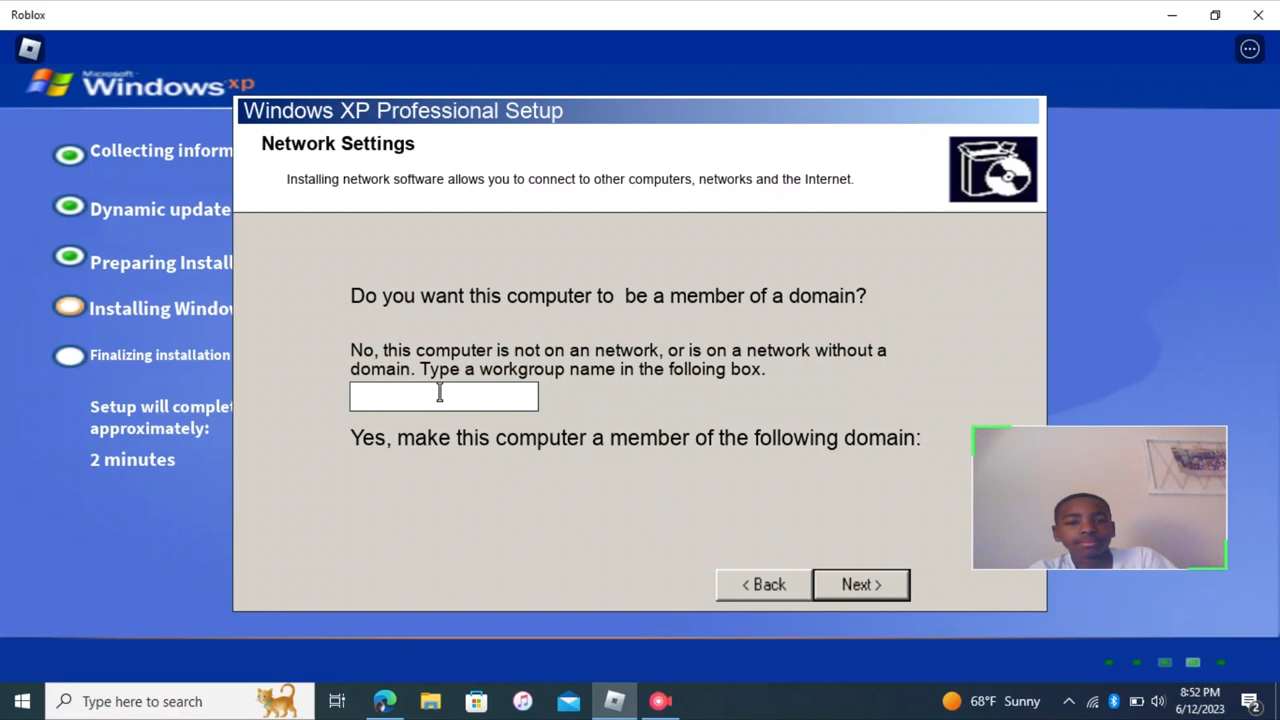 Roblox
Microsoft
Windows xp
Windows XP Professional Setup
Network Settings
Installing network software allows you to connect to other computers, networks and the Internet.
Collecting inform
Dynamic update
Preparing Install
Installing Window
Finalizing installation
Setup will complet
approximately:
2 minutes
Do you want this computer to be a member of a domain?
No, this computer is not on an network, or is on a network without a
domain. Type a workgroup name in the folloing box.
Yes, make this computer a member of the following domain:
< Back
Next >
Type here to search
68°F Sunny
8:52 PM
6/12/2023
2